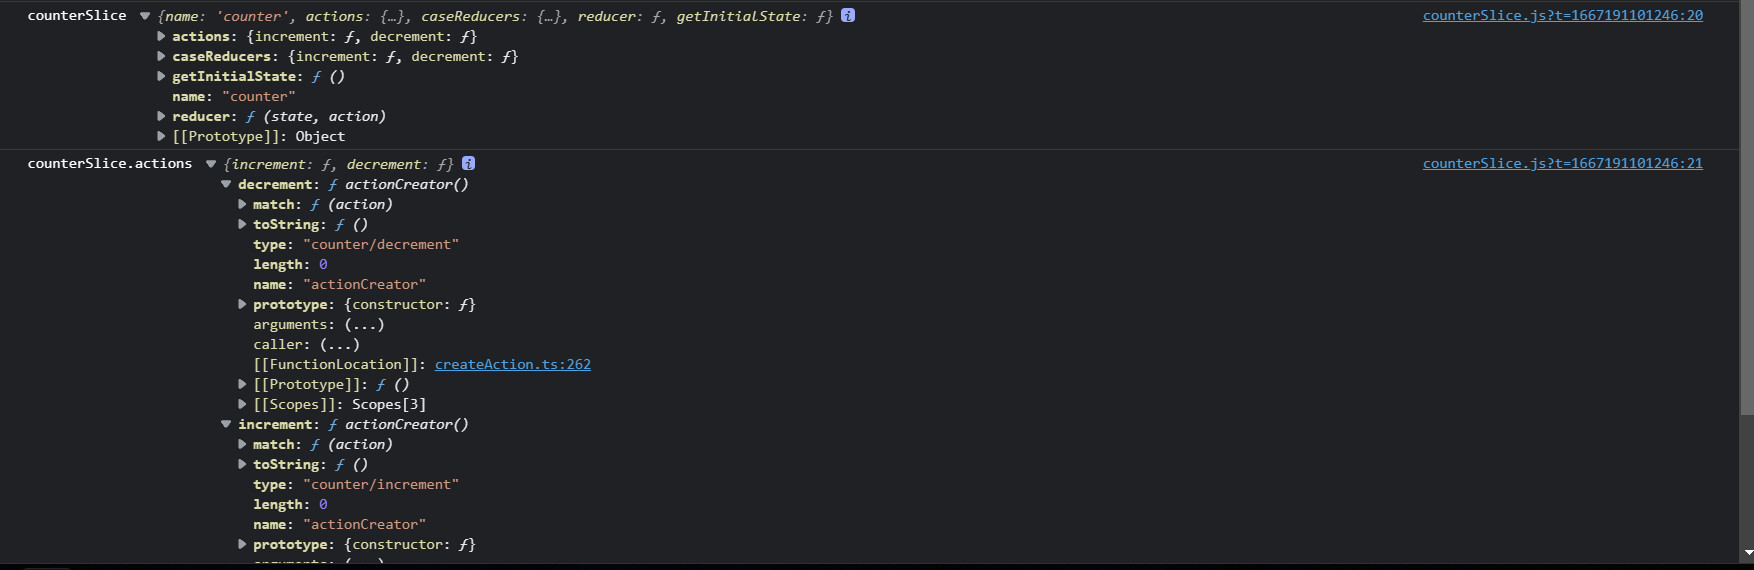 counterSlice ▼ {name: 'counter', actions: {…}, caseReducers: {…}, reducer: ƒ, getInitialState: ƒ} i counterSlice.js?t=1667191101246:20
▶ actions: {increment: ƒ, decrement: ƒ}
▶ caseReducers: {increment: ƒ, decrement: ƒ}
▶ getInitialState: ƒ ()
name: "counter"
▶ reducer: ƒ (state, action)
▶ [[Prototype]]: Object
counterSlice.actions ▼ {increment: ƒ, decrement: ƒ} i counterSlice.js?t=1667191101246:21
▼ decrement: ƒ actionCreator()
▶ match: ƒ (action)
▶ toString: ƒ ()
type: "counter/decrement"
length: 0
name: "actionCreator"
▶ prototype: {constructor: ƒ}
arguments: (...)
caller: (...)
[[FunctionLocation]]: createAction.ts:262
▶ [[Prototype]]: ƒ ()
▶ [[Scopes]]: Scopes[3]
▼ increment: ƒ actionCreator()
▶ match: ƒ (action)
▶ toString: ƒ ()
type: "counter/increment"
length: 0
name: "actionCreator"
▶ prototype: {constructor: ƒ}